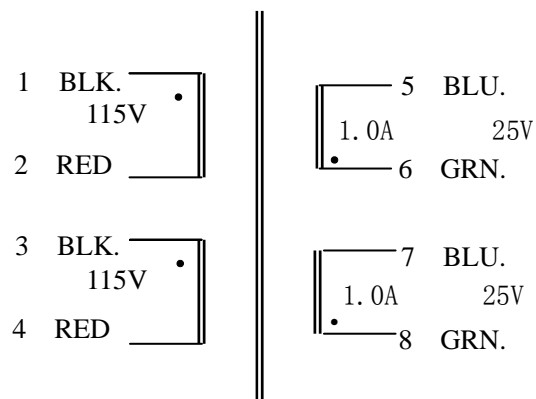 1 BLK.
115V
2 RED
3 BLK.
115V
4 RED
5 BLU.
1.0A 25V
6 GRN.
7 BLU.
1.0A 25V
8 GRN.